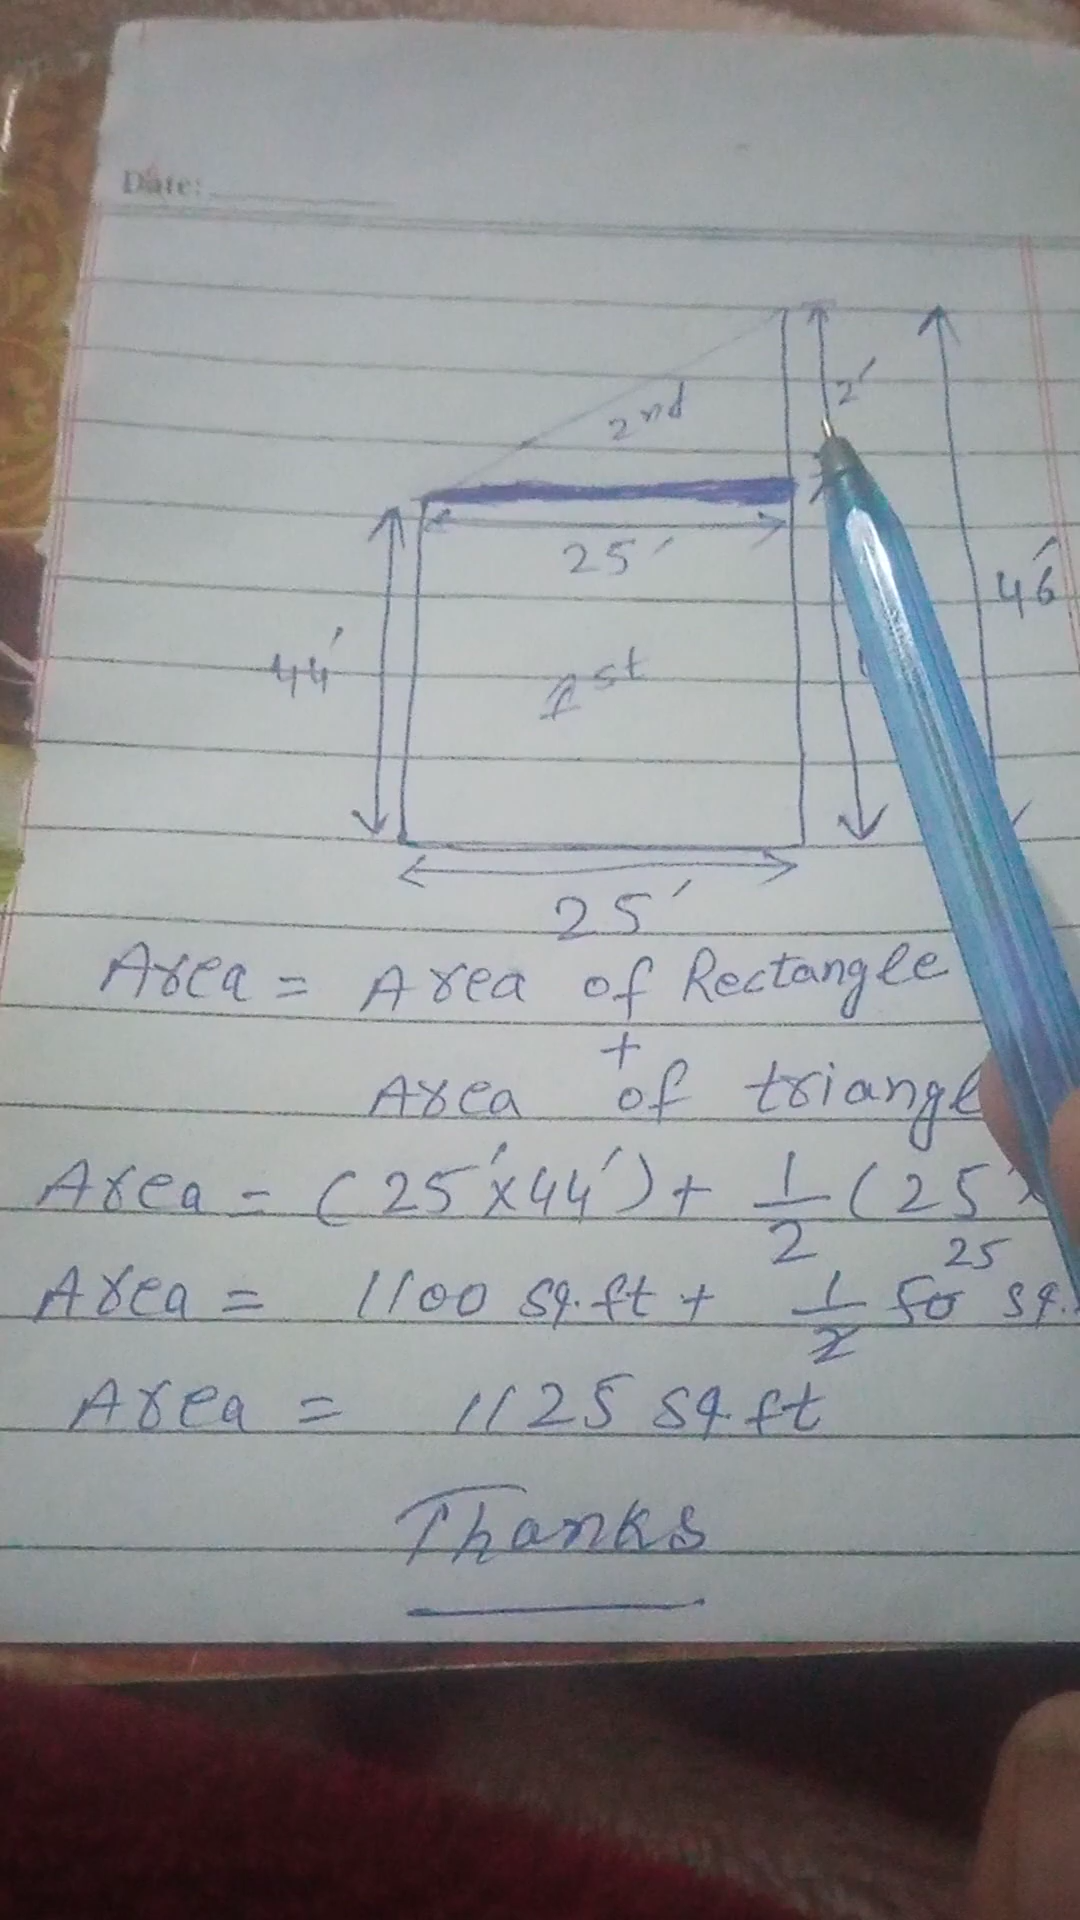 Date:
2'
2nd
25'
46'
44'
1st
25'
Area = Area of Rectangle
+
Area of
Area = (25'x44') + 1/2 (25'
25
Area = 1100 sq.ft + 1/2 50 sq.
Area = 1125 sq.ft
Thanks